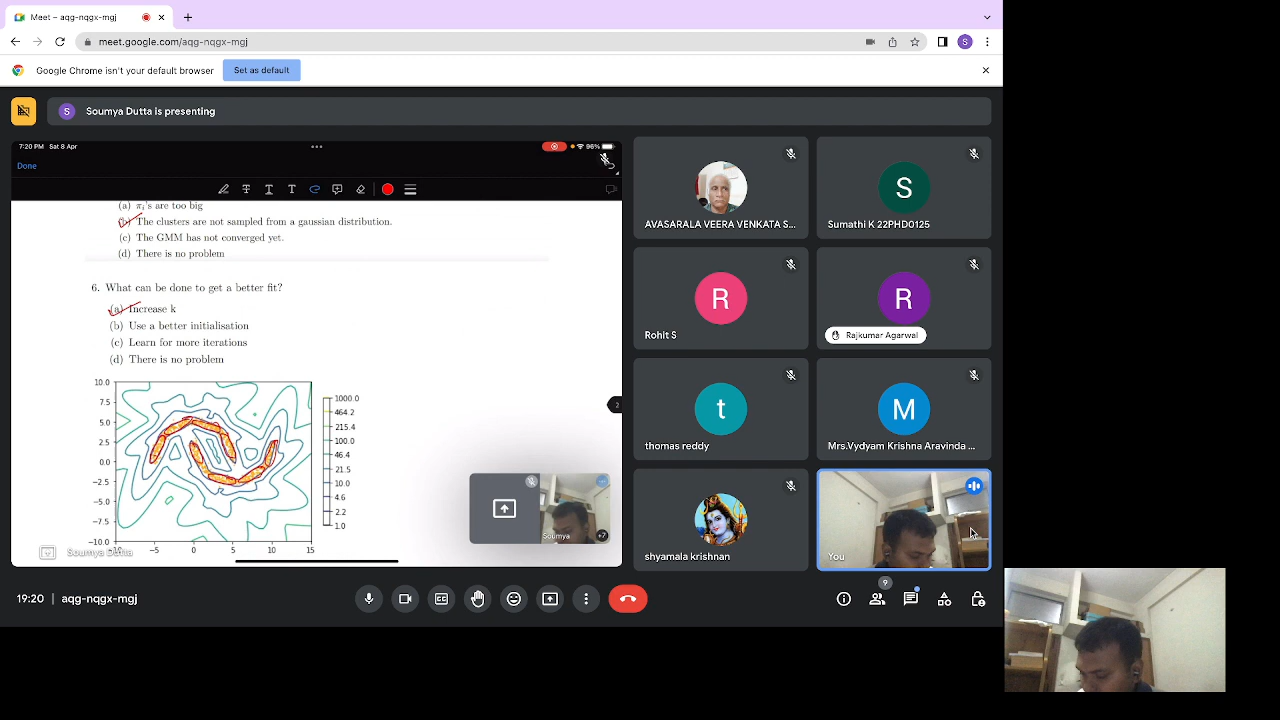 Meet – aqg-nqgx-mgj
meet.google.com/aqg-nqgx-mgj
S
Google Chrome isn't your default browser
Set as default
S
Soumya Dutta is presenting
7:20 PM Sat 8 Apr
96%
Done
T T T
(a) πi's are too big
(b) The clusters are not sampled from a gaussian distribution.
(c) The GMM has not converged yet.
(d) There is no problem
6. What can be done to get a better fit?
(a) Increase k
(b) Use a better initialisation
(c) Learn for more iterations
(d) There is no problem
10.0
7.5
5.0
2.5
0.0
−2.5
−5.0
−7.5
−10.0
−5 0 5 10 15
1000.0
464.2
215.4
100.0
46.4
21.5
10.0
4.6
2.2
1.0
2
Soumya
+7
Soumya Dutta
AVASARALA VEERA VENKATA S...
S
Sumathi K 22PHD0125
R
Rohit S
R
Rajkumar Agarwal
t
thomas reddy
M
Mrs.Vydyam Krishna Aravinda ...
shyamala krishnan
You
19:20 | aqg-nqgx-mgj
9